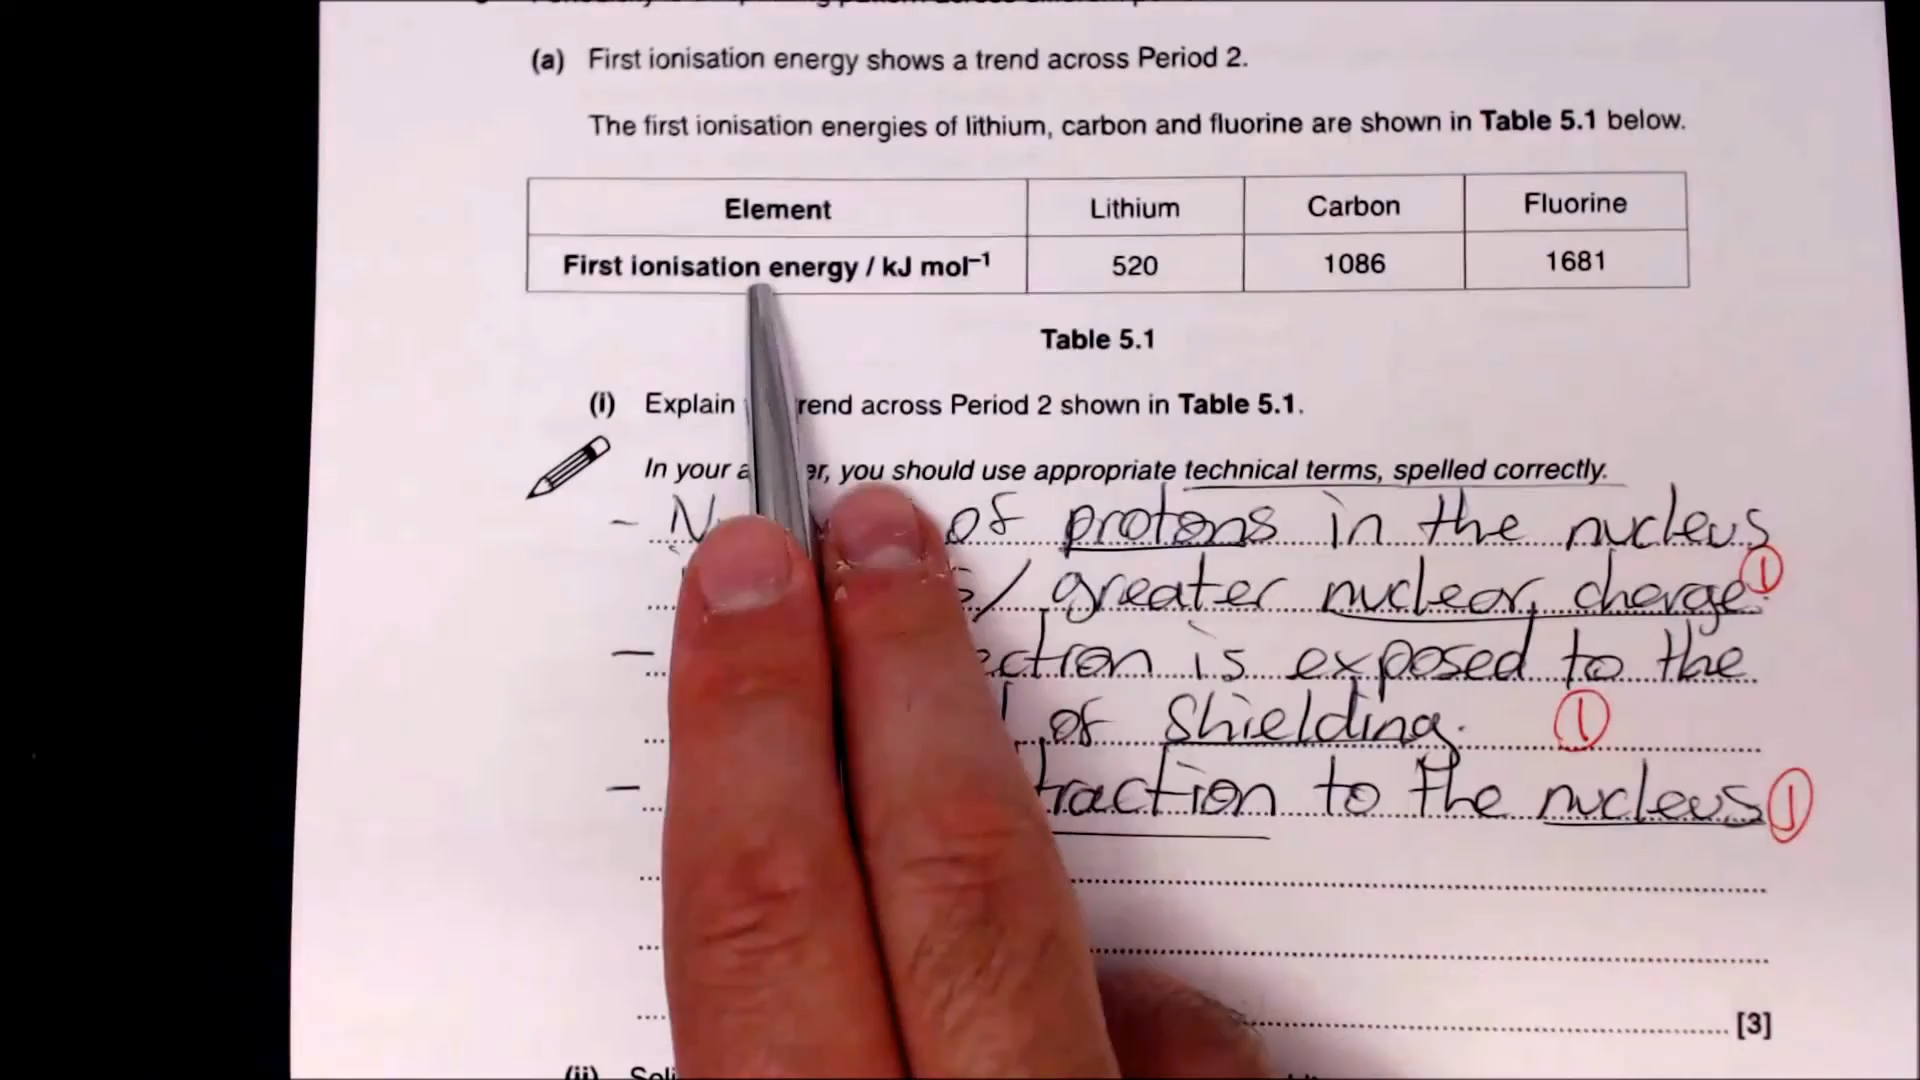 (a) First ionisation energy shows a trend across Period 2.
The first ionisation energies of lithium, carbon and fluorine are shown in Table 5.1 below.
Element Lithium Carbon Fluorine
First ionisation energy / kJ mol⁻¹ 520 1086 1681
Table 5.1
(i) Explain rend across Period 2 shown in Table 5.1.
In your a er, you should use appropriate technical terms, spelled correctly.
- N of protons in the nucleus
s/ greater nuclear charge. 1
- ectron is exposed to the
of shielding. 1
- traction to the nucleus 1
[3]
(ii) Soli